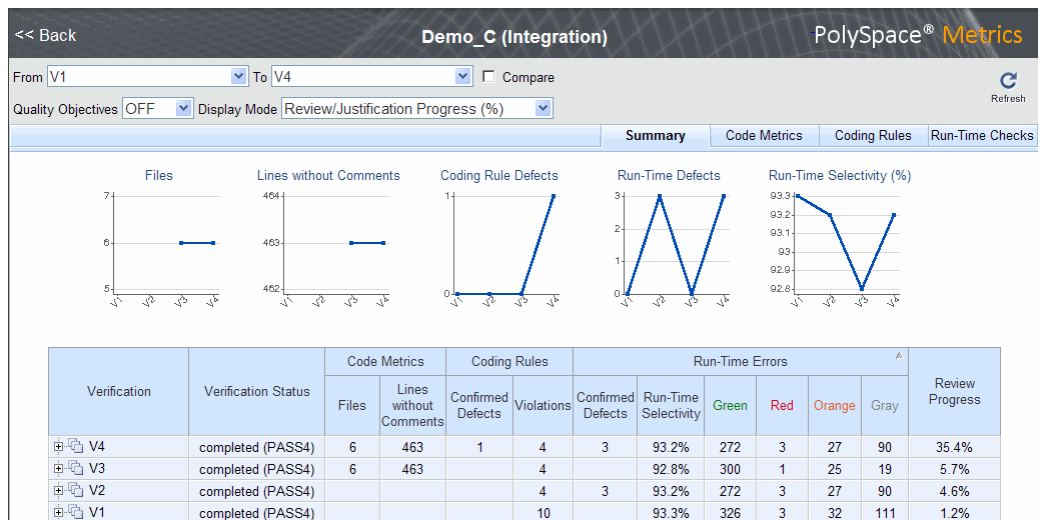 << Back
Demo_C (Integration)
PolySpace® Metrics
From V1 To V4 Compare
Refresh
Quality Objectives OFF Display Mode Review/Justification Progress (%)
Summary Code Metrics Coding Rules Run-Time Checks
Files
7
6
5
V1 V2 V3 V4
Lines without Comments
464
463
462
V1 V2 V3 V4
Coding Rule Defects
1
0
V1 V2 V3 V4
Run-Time Defects
3
2
1
0
V1 V2 V3 V4
Run-Time Selectivity (%)
93.3
93.2
93.1
93
92.9
92.8
V1 V2 V3 V4
Verification
Verification Status
Code Metrics
Files
Lines
without
Comments
Coding Rules
Confirmed
Defects
Violations
Run-Time Errors
Confirmed
Defects
Run-Time
Selectivity
Green
Red
Orange
Gray
Review
Progress
V4 completed (PASS4) 6 463 1 4 3 93.2% 272 3 27 90 35.4%
V3 completed (PASS4) 6 463 4 92.8% 300 1 25 19 5.7%
V2 completed (PASS4) 4 3 93.2% 272 3 27 90 4.6%
V1 completed (PASS4) 10 93.3% 326 3 32 111 1.2%